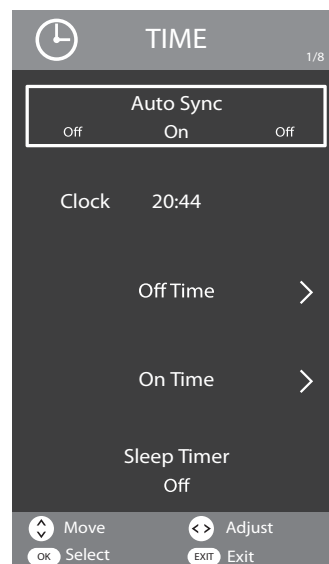 TIME
1/8
Auto Sync
Off On Off
Clock 20:44
Off Time
On Time
Sleep Timer
Off
Move Adjust
OK Select EXIT Exit